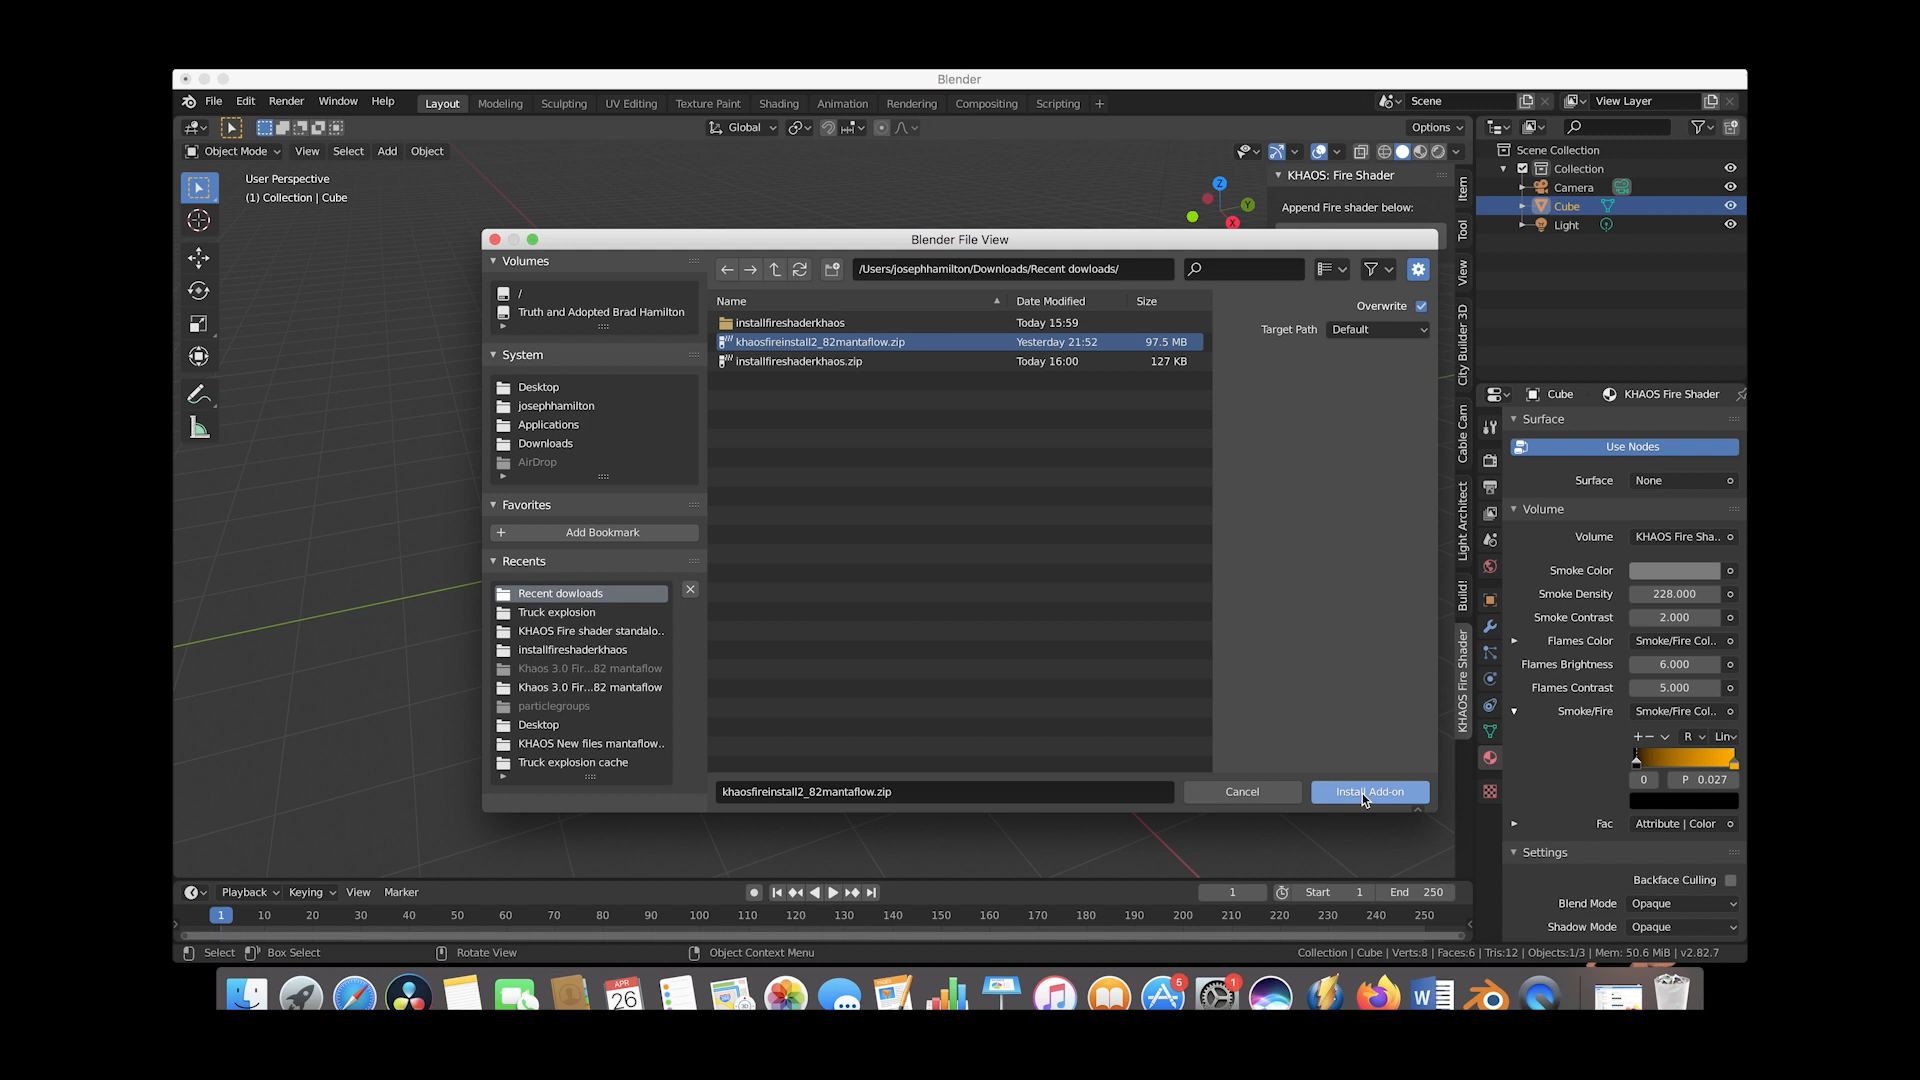 Blender
File Edit Render Window Help Layout Modeling Sculpting UV Editing Texture Paint Shading Animation Rendering Compositing Scripting + Scene View Layer
Global Options
Object Mode View Select Add Object
User Perspective
(1) Collection | Cube
Z
Y
X
KHAOS: Fire Shader
Append Fire shader below:
Item
Tool
View
City Builder 3D
Cable Cam
Light Architect
Build!
KHAOS Fire Shader
Scene Collection
Collection
Camera
Cube
Light
Blender File View
Volumes
/
Truth and Adopted Brad Hamilton
System
Desktop
josephhamilton
Applications
Downloads
AirDrop
Favorites
+ Add Bookmark
Recents
Recent dowloads
Truck explosion
KHAOS Fire shader standalo..
installfireshaderkhaos
Khaos 3.0 Fir...82 mantaflow
Khaos 3.0 Fir...82 mantaflow
particlegroups
Desktop
KHAOS New files mantaflow..
Truck explosion cache
/Users/josephhamilton/Downloads/Recent dowloads/
Name Date Modified Size
installfireshaderkhaos Today 15:59
khaosfireinstall2_82mantaflow.zip Yesterday 21:52 97.5 MB
installfireshaderkhaos.zip Today 16:00 127 KB
Overwrite
Target Path Default
khaosfireinstall2_82mantaflow.zip Cancel Install Add-on
Cube KHAOS Fire Shader
Surface
Use Nodes
Surface None
Volume
Volume KHAOS Fire Sha..
Smoke Color
Smoke Density 228.000
Smoke Contrast 2.000
Flames Color Smoke/Fire Col..
Flames Brightness 6.000
Flames Contrast 5.000
Smoke/Fire Smoke/Fire Col..
+ − R Lin
0 P 0.027
Fac Attribute | Color
Settings
Backface Culling
Blend Mode Opaque
Shadow Mode Opaque
Playback Keying View Marker 1 Start 1 End 250
1 10 20 30 40 50 60 70 80 90 100 110 120 130 140 150 160 170 180 190 200 210 220 230 240 250
Select Box Select Rotate View Object Context Menu Collection | Cube | Verts:8 | Faces:6 | Tris:12 | Objects:1/3 | Mem: 50.6 MiB | v2.82.7
APR
26
5
1
W